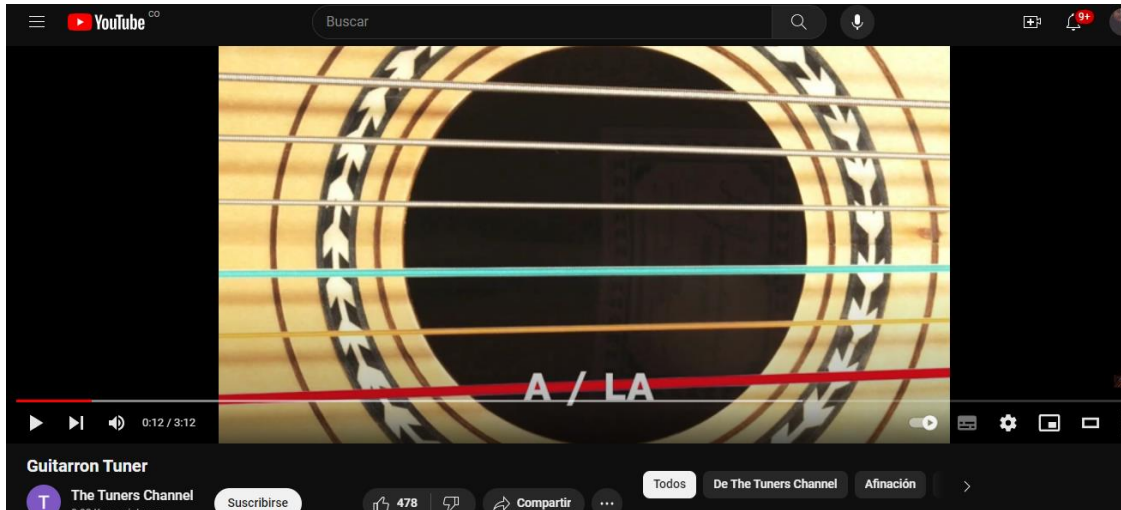 YouTube CO
Buscar
9+
A / LA
0:12 / 3:12
Guitarron Tuner
T
The Tuners Channel
Suscribirse
478
Compartir
Todos
De The Tuners Channel
Afinación